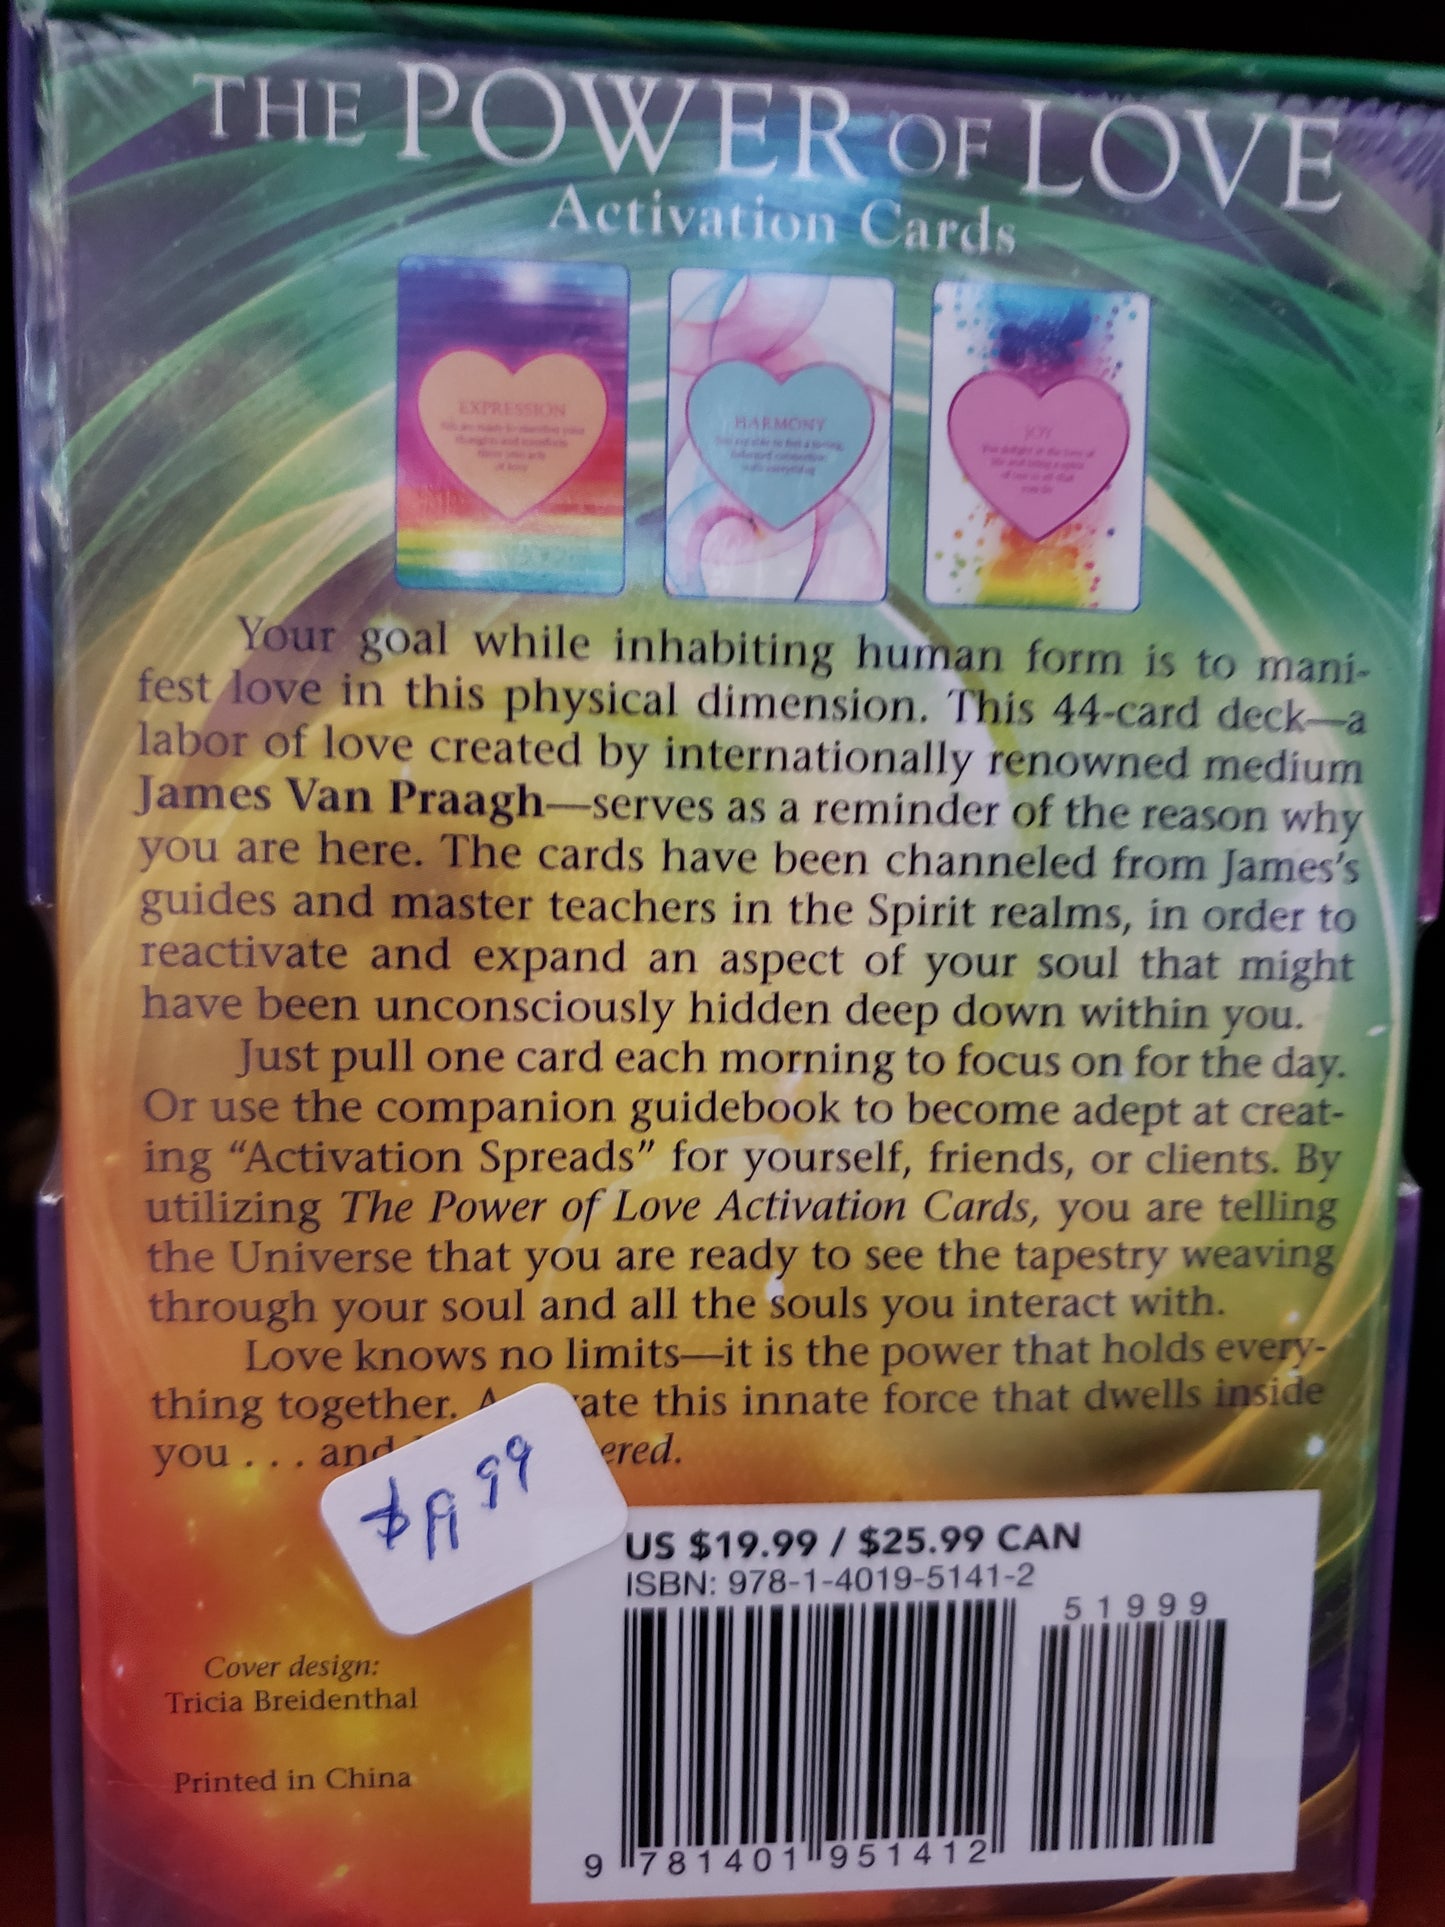 THE POWER OF LOVE
Activation Cards
EXPRESSION
HARMONY
JOY
Your goal while inhabiting human form is to mani-
fest love in this physical dimension. This 44-card deck—a
labor of love created by internationally renowned medium
James Van Praagh—serves as a reminder of the reason why
you are here. The cards have been channeled from James's
guides and master teachers in the Spirit realms, in order to
reactivate and expand an aspect of your soul that might
have been unconsciously hidden deep down within you.
Just pull one card each morning to focus on for the day.
Or use the companion guidebook to become adept at creat-
ing “Activation Spreads” for yourself, friends, or clients. By
utilizing The Power of Love Activation Cards, you are telling
the Universe that you are ready to see the tapestry weaving
through your soul and all the souls you interact with.
Love knows no limits—it is the power that holds every-
thing together. ate this innate force that dwells inside
you . . . and ered.
US $19.99 / $25.99 CAN
ISBN: 978-1-4019-5141-2
51999
Cover design:
Tricia Breidenthal
Printed in China
9 781401 951412